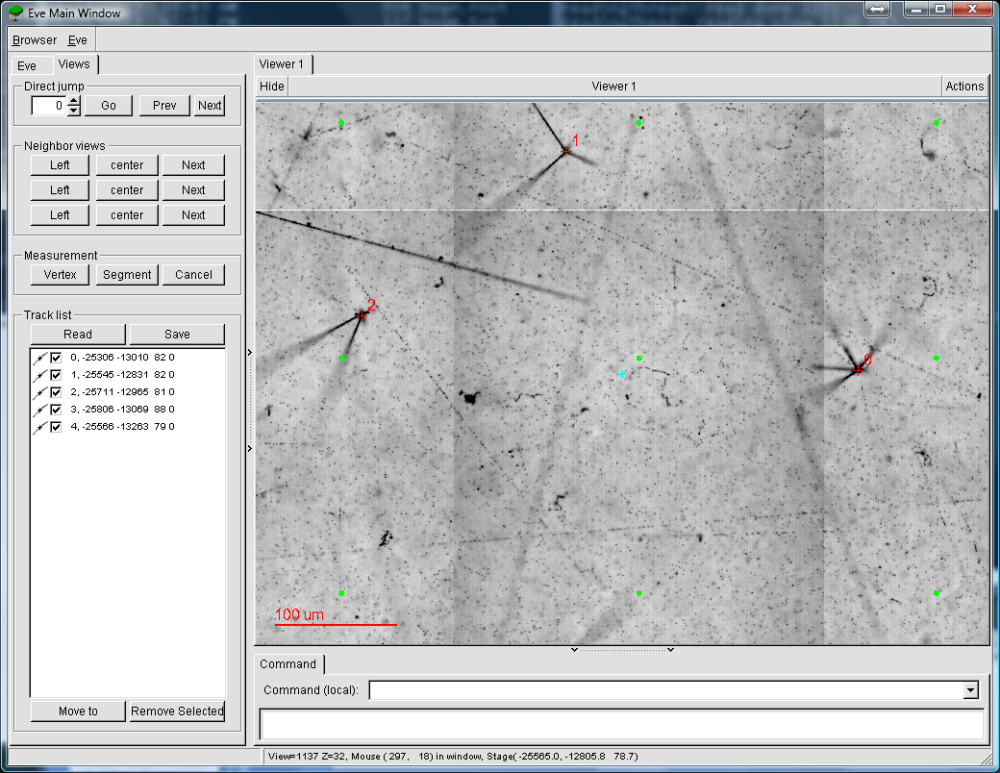 Eve Main Window
Browser Eve
Eve Views
Direct jump
0 Go Prev Next
Neighbor views
Left center Next
Left center Next
Left center Next
Measurement
Vertex Segment Cancel
Track list
Read Save
0, -25306 -13010 82 0
1, -25545 -12831 82 0
2, -25711 -12965 81 0
3, -25806 -13069 88 0
4, -25566 -13263 79 0
Move to Remove Selected
Viewer 1
Hide Viewer 1 Actions
1
2
100 um
Command
Command (local):
View=1137 Z=32, Mouse ( 297, 18) in window, Stage( -25565.0, -12805.8 78.7)